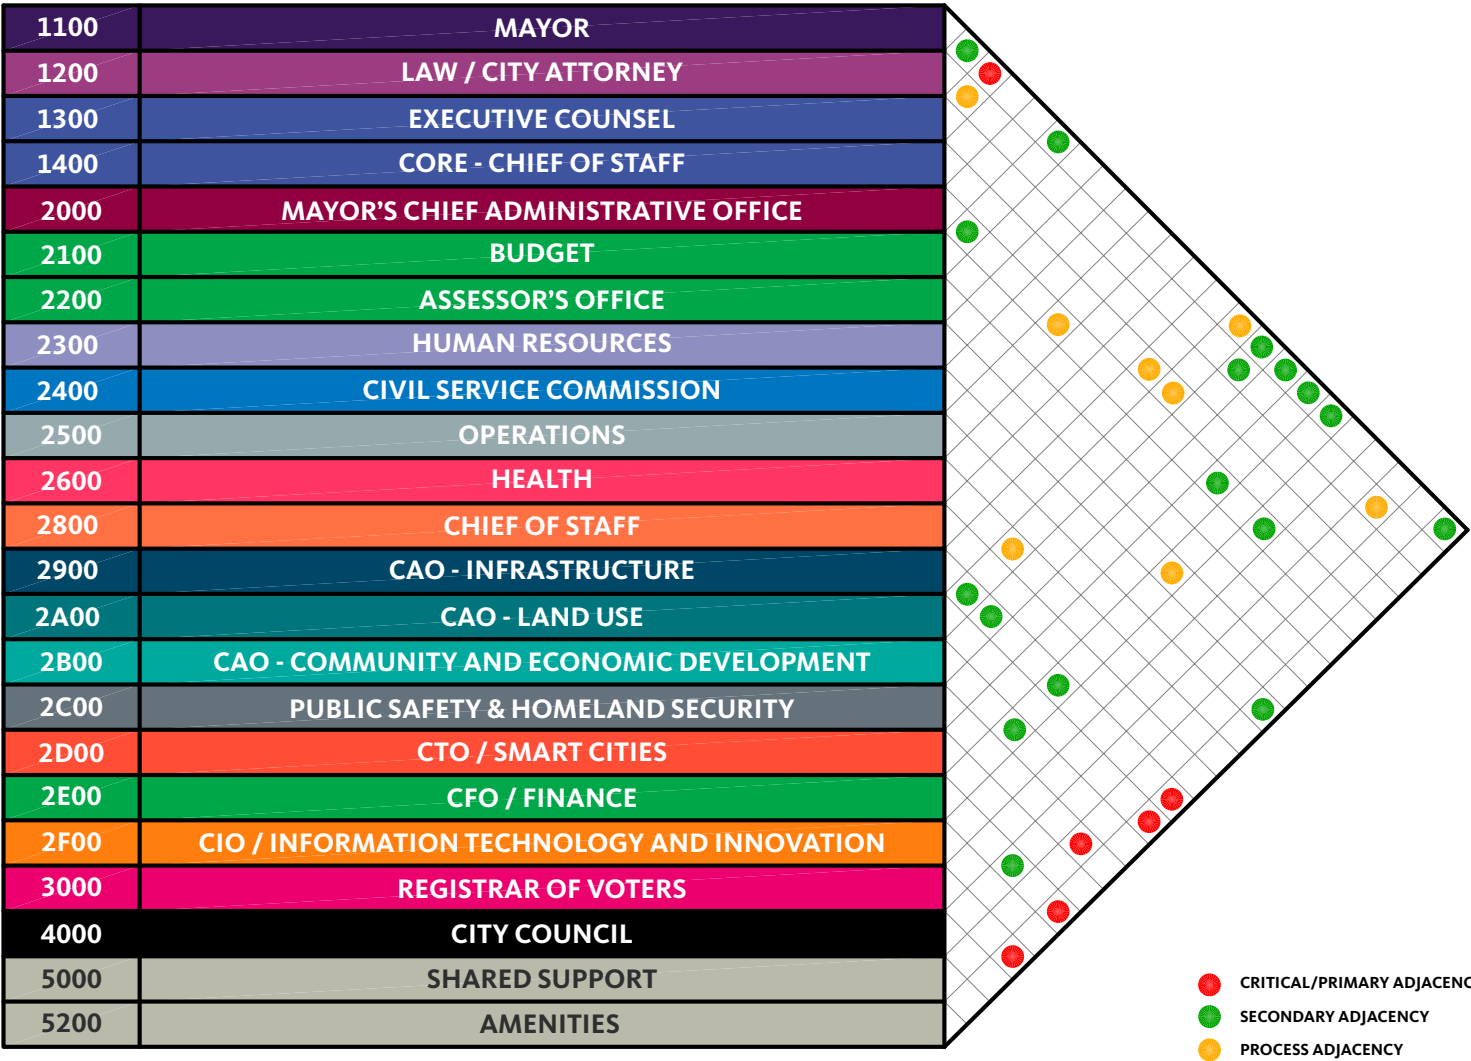 1100 MAYOR
1200 LAW / CITY ATTORNEY
1300 EXECUTIVE COUNSEL
1400 CORE - CHIEF OF STAFF
2000 MAYOR'S CHIEF ADMINISTRATIVE OFFICE
2100 BUDGET
2200 ASSESSOR'S OFFICE
2300 HUMAN RESOURCES
2400 CIVIL SERVICE COMMISSION
2500 OPERATIONS
2600 HEALTH
2800 CHIEF OF STAFF
2900 CAO - INFRASTRUCTURE
2A00 CAO - LAND USE
2B00 CAO - COMMUNITY AND ECONOMIC DEVELOPMENT
2C00 PUBLIC SAFETY & HOMELAND SECURITY
2D00 CTO / SMART CITIES
2E00 CFO / FINANCE
2F00 CIO / INFORMATION TECHNOLOGY AND INNOVATION
3000 REGISTRAR OF VOTERS
4000 CITY COUNCIL
5000 SHARED SUPPORT
5200 AMENITIES
CRITICAL/PRIMARY ADJACENC
SECONDARY ADJACENCY
PROCESS ADJACENCY